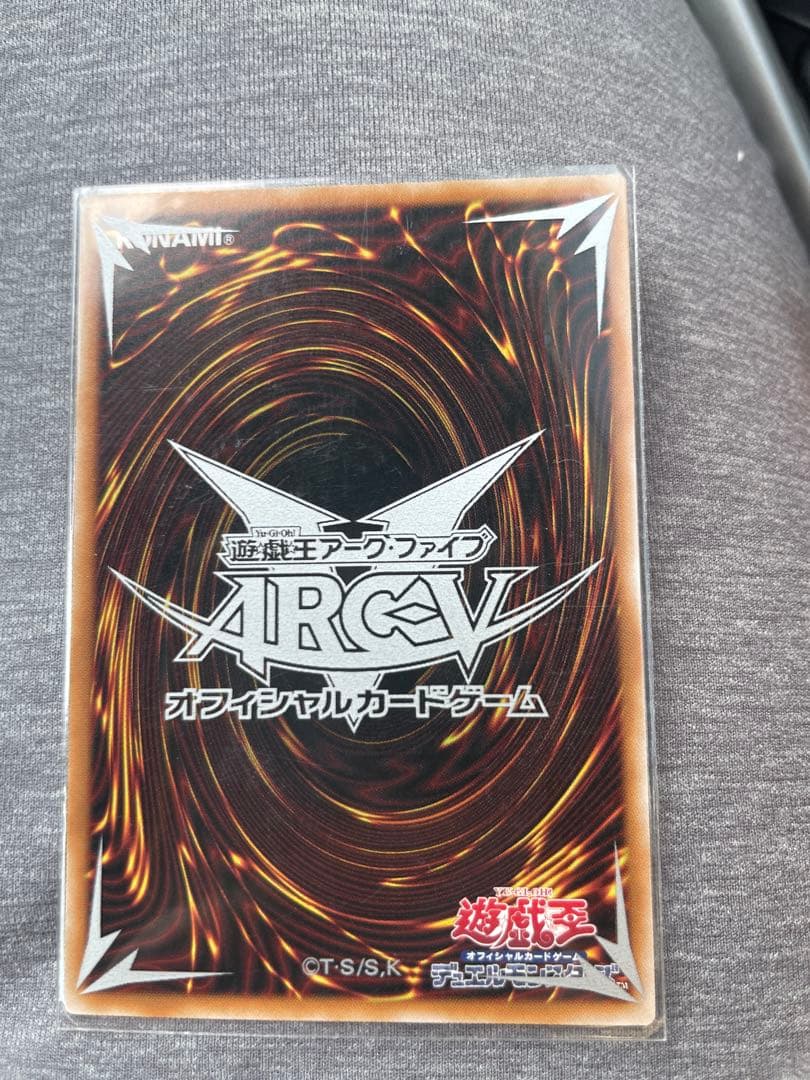 KONAMI®
Yu-Gi-Oh!
遊戯王アーク・ファイブ
ARC-V
オフィシャルカードゲーム
YU-GI-OH!
遊戯王
オフィシャルカードゲーム
デュエルモンスターズ™
©T·S/S,K